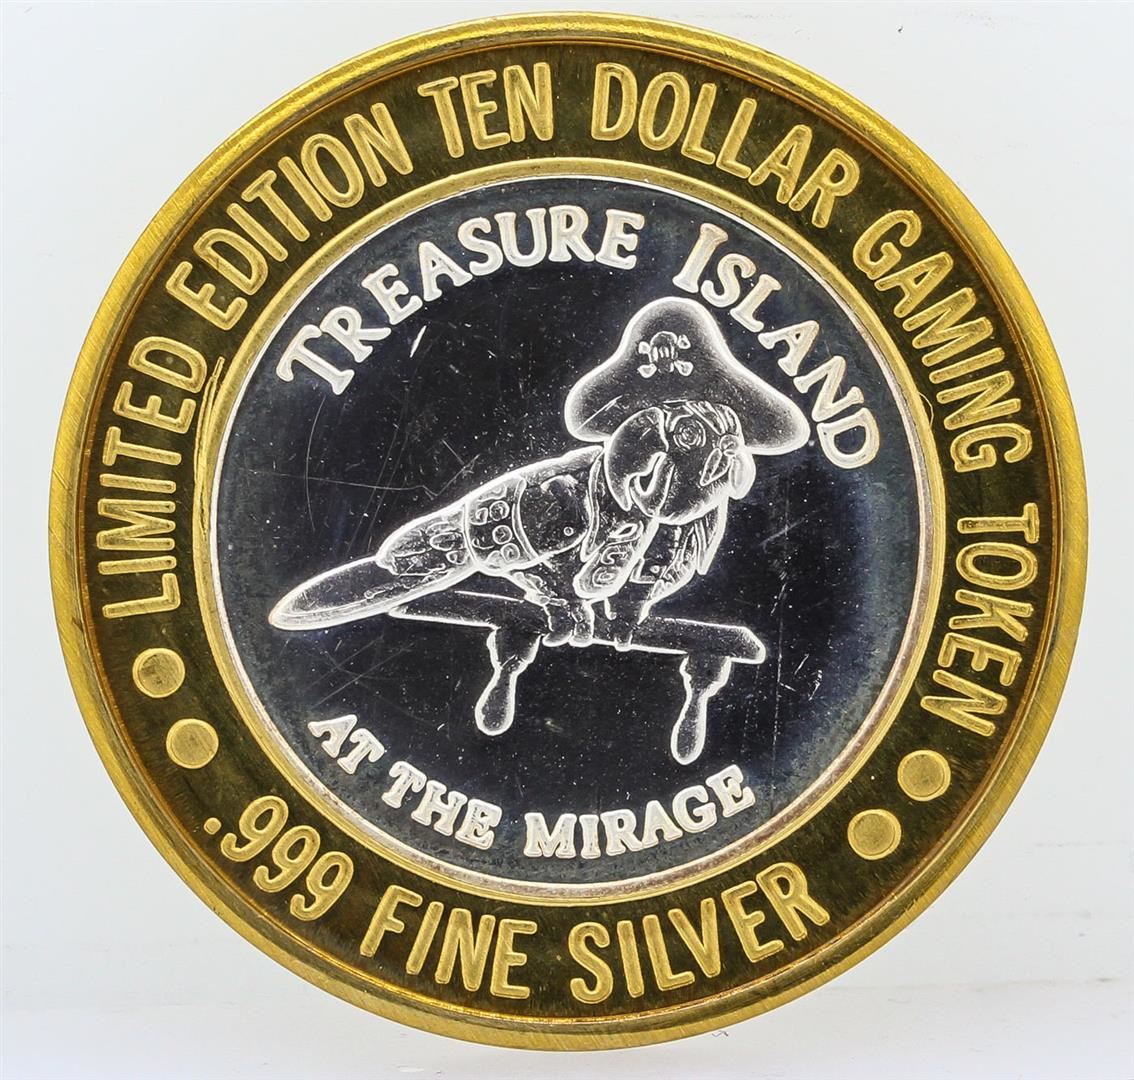 LIMITED EDITION TEN DOLLAR GAMING TOKEN
TREASURE ISLAND
AT THE MIRAGE
.999 FINE SILVER